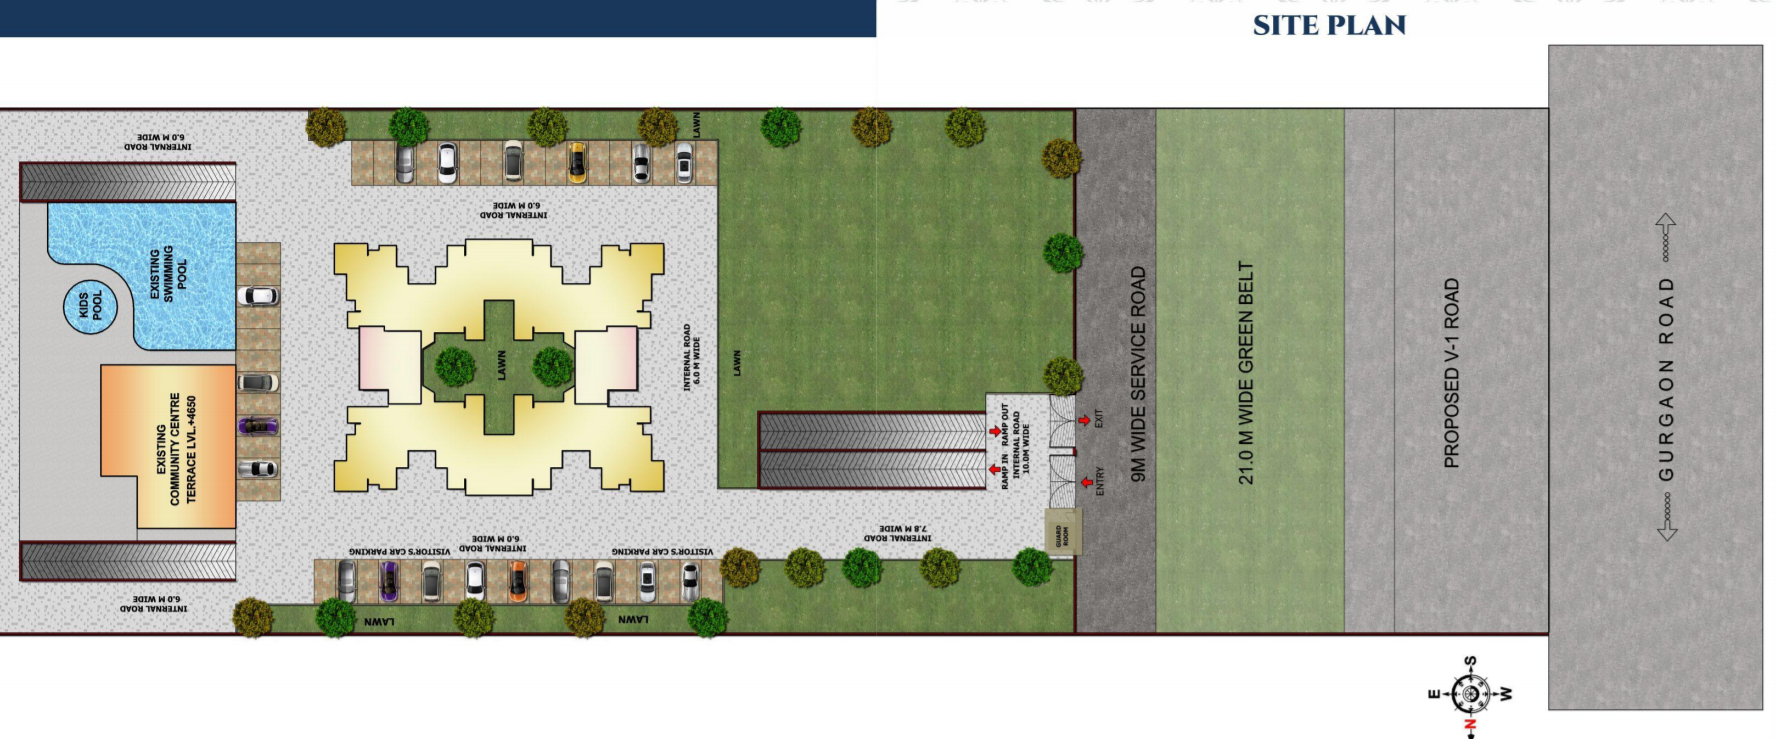 SITE PLAN
INTERNAL ROAD
6.0 M WIDE
LAWN
INTERNAL ROAD
6.0 M WIDE
EXISTING
SWIMMING
POOL
KIDS
POOL
LAWN
INTERNAL ROAD
6.0 M WIDE
LAWN
EXISTING
COMMUNITY CENTRE
TERRACE LVL.+4650
RAMP IN RAMP OUT
INTERNAL ROAD
10.0M WIDE
EXIT
ENTRY
GUARD
ROOM
INTERNAL ROAD
7.8 M WIDE
VISITOR'S CAR PARKING
INTERNAL ROAD
6.0 M WIDE
VISITOR'S CAR PARKING
INTERNAL ROAD
6.0 M WIDE
LAWN
LAWN
9M WIDE SERVICE ROAD
21.0 M WIDE GREEN BELT
PROPOSED V-1 ROAD
GURGAON ROAD
S
E
W
N